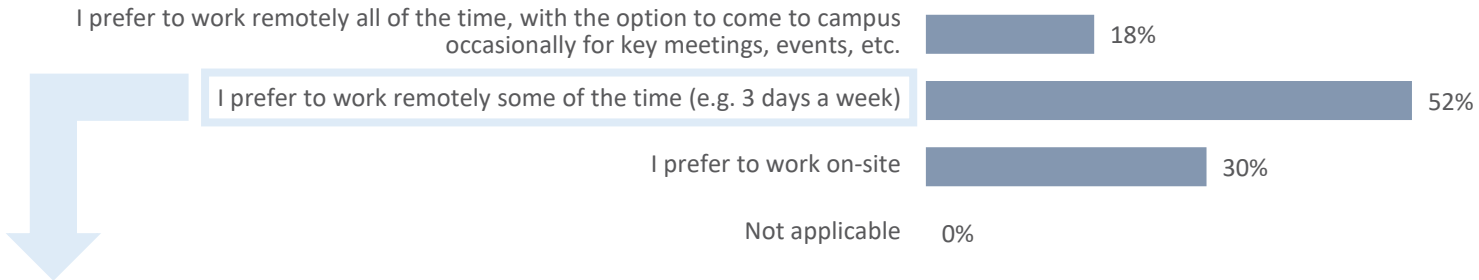 I prefer to work remotely all of the time, with the option to come to campus
occasionally for key meetings, events, etc.
18%
I prefer to work remotely some of the time (e.g. 3 days a week)
52%
I prefer to work on-site
30%
Not applicable
0%